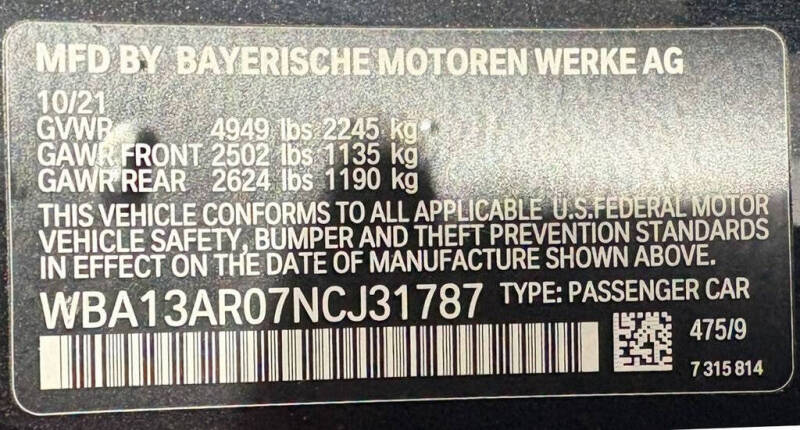 MFD BY BAYERISCHE MOTOREN WERKE AG
10/21
GVWR 4949 lbs 2245 kg
GAWR FRONT 2502 lbs 1135 kg
GAWR REAR 2624 lbs 1190 kg
THIS VEHICLE CONFORMS TO ALL APPLICABLE U.S.FEDERAL MOTOR
VEHICLE SAFETY, BUMPER AND THEFT PREVENTION STANDARDS
IN EFFECT ON THE DATE OF MANUFACTURE SHOWN ABOVE.
WBA13AR07NCJ31787 TYPE: PASSENGER CAR
475/9
7 315 814